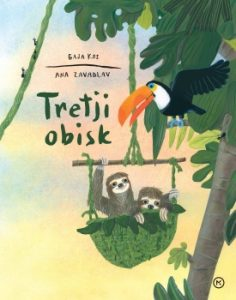 GAJA KOS
ANA ZAVADLAV
Tretji
obisk
M